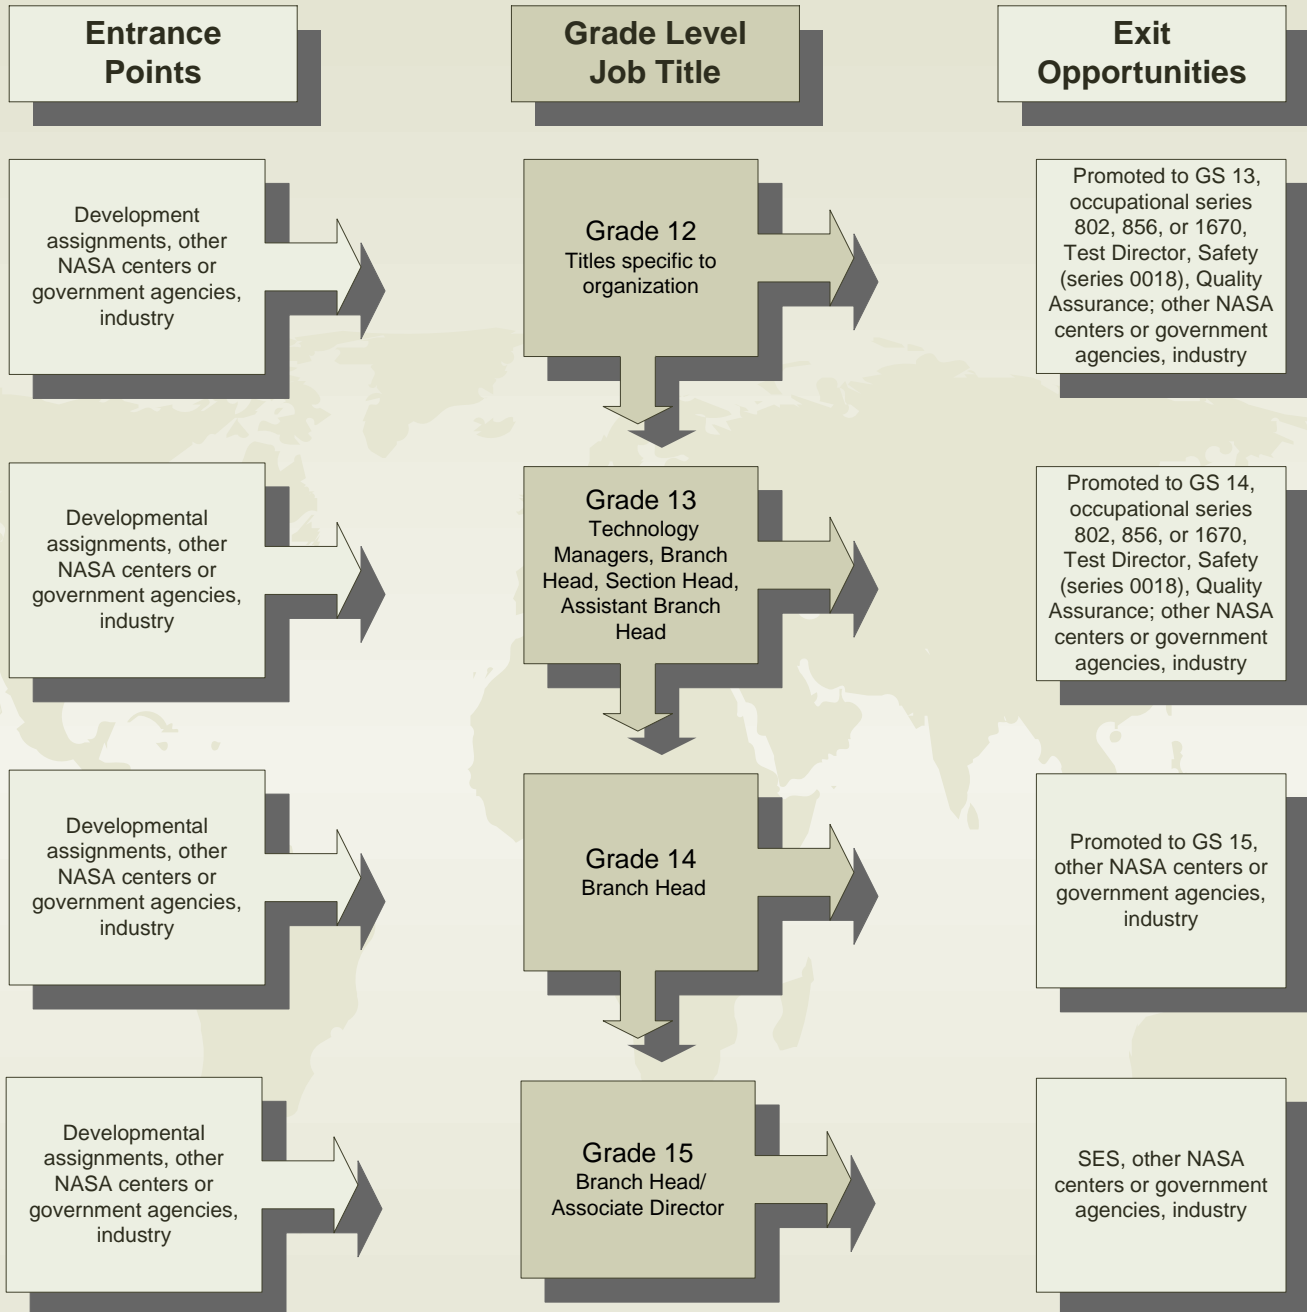 Entrance
Points
Grade Level
Job Title
Exit
Opportunities
Development
assignments, other
NASA centers or
government agencies,
industry
Grade 12
Titles specific to
organization
Promoted to GS 13,
occupational series
802, 856, or 1670,
Test Director, Safety
(series 0018), Quality
Assurance; other NASA
centers or government
agencies, industry
Developmental
assignments, other
NASA centers or
government agencies,
industry
Grade 13
Technology
Managers, Branch
Head, Section Head,
Assistant Branch
Head
Promoted to GS 14,
occupational series
802, 856, or 1670,
Test Director, Safety
(series 0018), Quality
Assurance; other NASA
centers or government
agencies, industry
Developmental
assignments, other
NASA centers or
government agencies,
industry
Grade 14
Branch Head
Promoted to GS 15,
other NASA centers or
government agencies,
industry
Developmental
assignments, other
NASA centers or
government agencies,
industry
Grade 15
Branch Head/
Associate Director
SES, other NASA
centers or government
agencies, industry